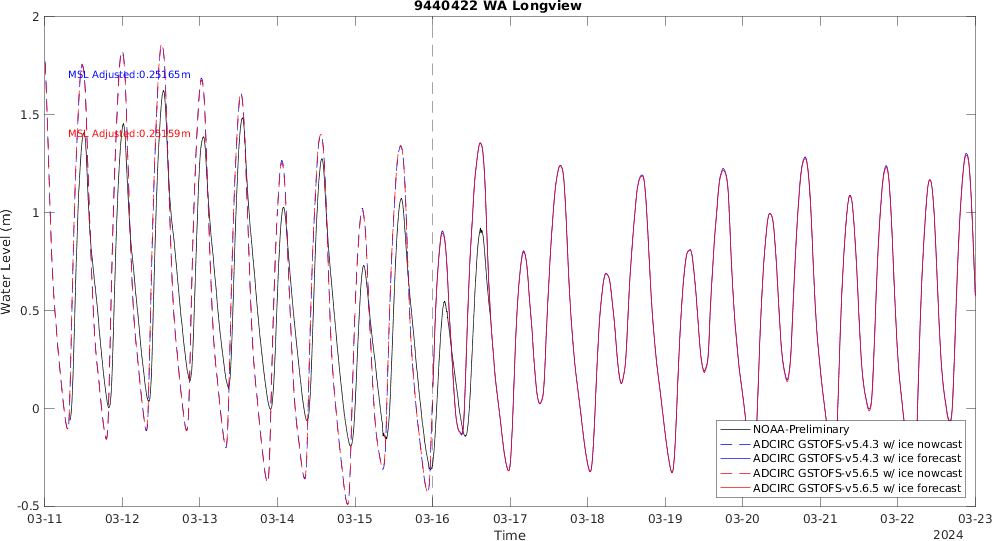 9440422 WA Longview
2
1.5
1
0.5
0
-0.5
Water Level (m)
MSL Adjusted:0.25165m
MSL Adjusted:0.25159m
NOAA-Preliminary
ADCIRC GSTOFS-v5.4.3 w/ ice nowcast
ADCIRC GSTOFS-v5.4.3 w/ ice forecast
ADCIRC GSTOFS-v5.6.5 w/ ice nowcast
ADCIRC GSTOFS-v5.6.5 w/ ice forecast
03-11 03-12 03-13 03-14 03-15 03-16 03-17 03-18 03-19 03-20 03-21 03-22 03-23
Time
2024